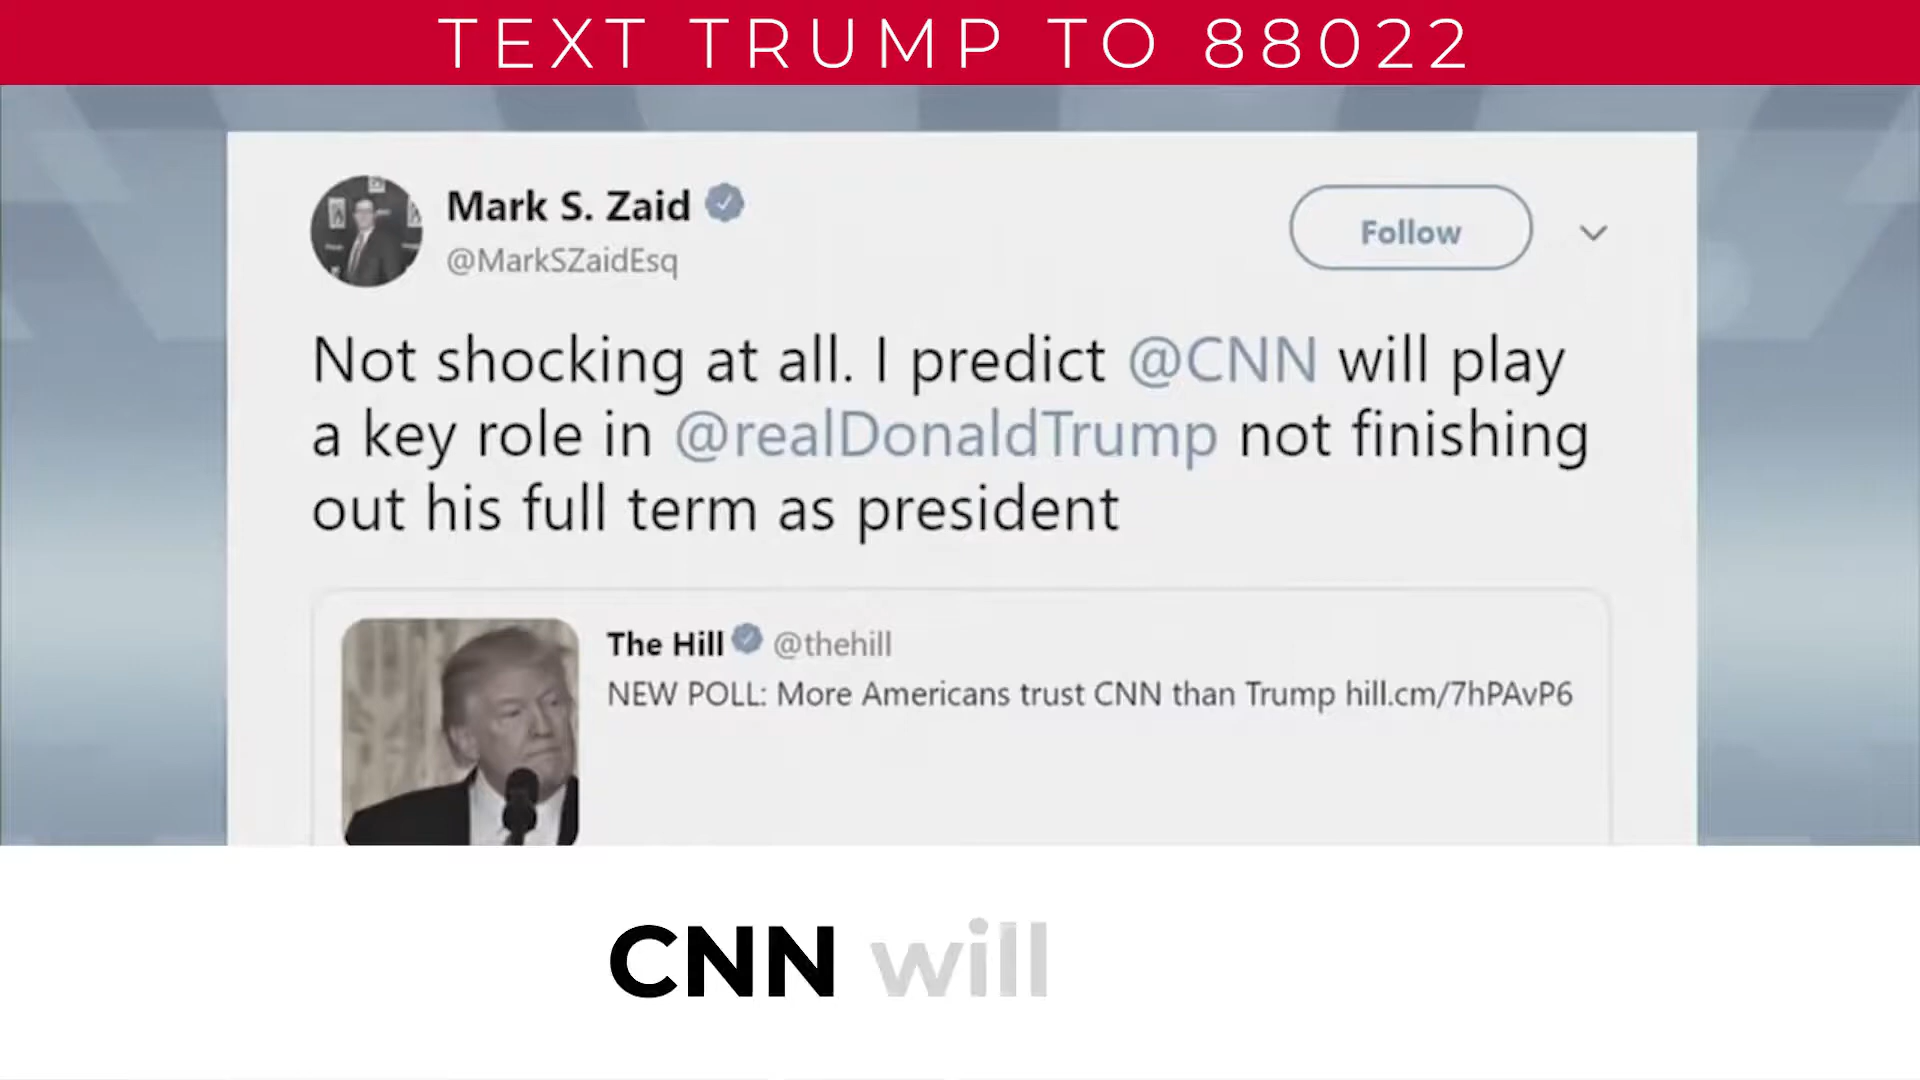 TEXT TRUMP TO 88022
Mark S. Zaid
@MarkSZaidEsq
Follow
Not shocking at all. I predict @CNN will play
a key role in @realDonaldTrump not finishing
out his full term as president
The Hill @thehill
NEW POLL: More Americans trust CNN than Trump hill.cm/7hPAvP6
CNN will